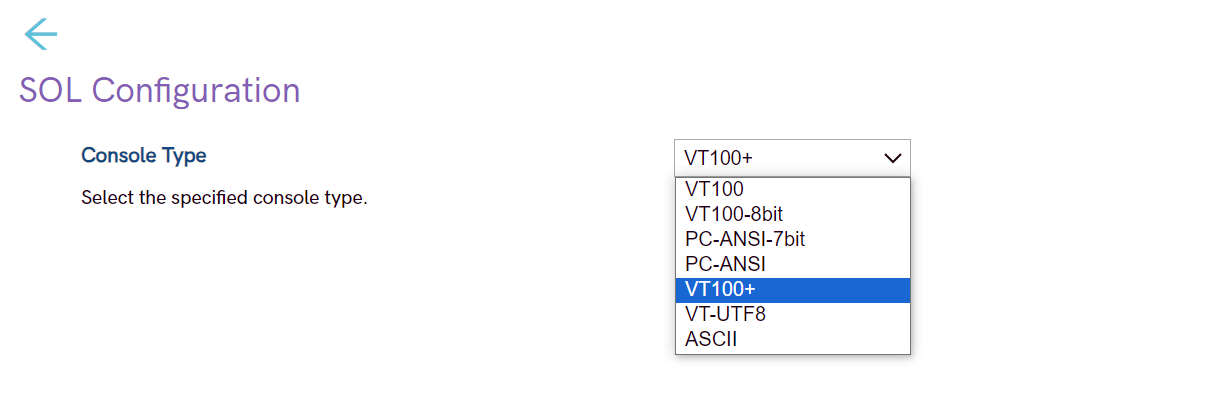 SOL Configuration
Console Type
Select the specified console type.
VT100+
VT100
VT100-8bit
PC-ANSI-7bit
PC-ANSI
VT100+
VT-UTF8
ASCII